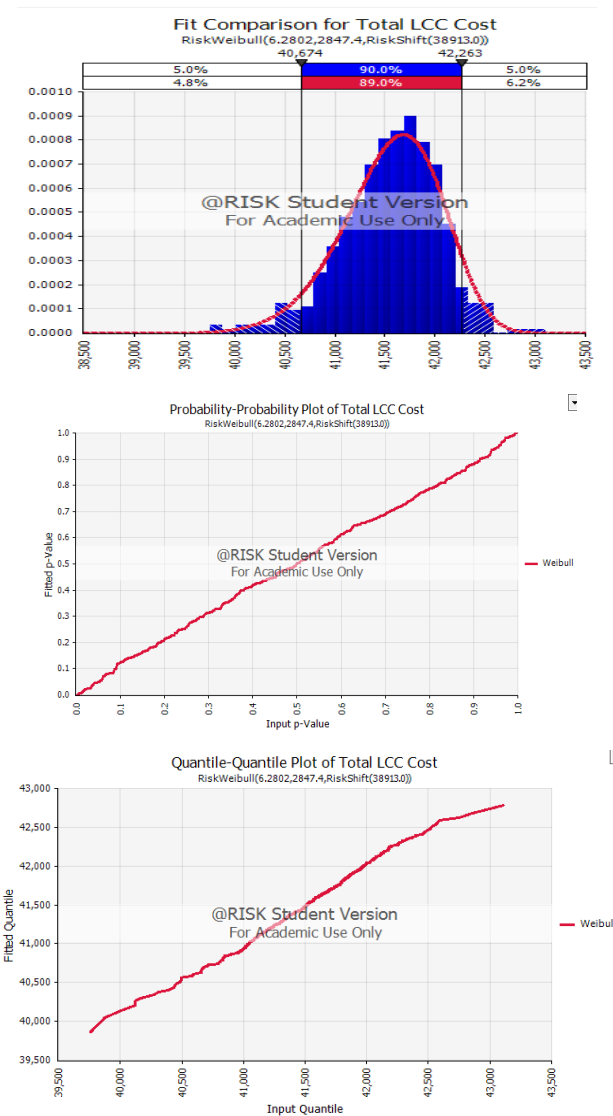 Fit Comparison for Total LCC Cost
RiskWeibull(6.2802,2847.4,RiskShift(38913.0))
40,674 42,263
5.0% 90.0% 5.0%
4.8% 89.0% 6.2%
0.0010
0.0009
0.0008
0.0007
0.0006
0.0005
0.0004
0.0003
0.0002
0.0001
0.0000
@RISK Student Version
For Academic Use Only
38,500 39,000 39,500 40,000 40,500 41,000 41,500 42,000 42,500 43,000 43,500
Probability-Probability Plot of Total LCC Cost
RiskWeibull(6.2802,2847.4,RiskShift(38913.0))
1.0
0.9
0.8
0.7
0.6
0.5
0.4
0.3
0.2
0.1
0.0
Fitted p-Value
@RISK Student Version
For Academic Use Only
Weibull
0.0 0.1 0.2 0.3 0.4 0.5 0.6 0.7 0.8 0.9 1.0
Input p-Value
Quantile-Quantile Plot of Total LCC Cost
RiskWeibull(6.2802,2847.4,RiskShift(38913.0))
43,000
42,500
42,000
41,500
41,000
40,500
40,000
39,500
Fitted Quantile
@RISK Student Version
For Academic Use Only
Weibul
39,500 40,000 40,500 41,000 41,500 42,000 42,500 43,000 43,500
Input Quantile